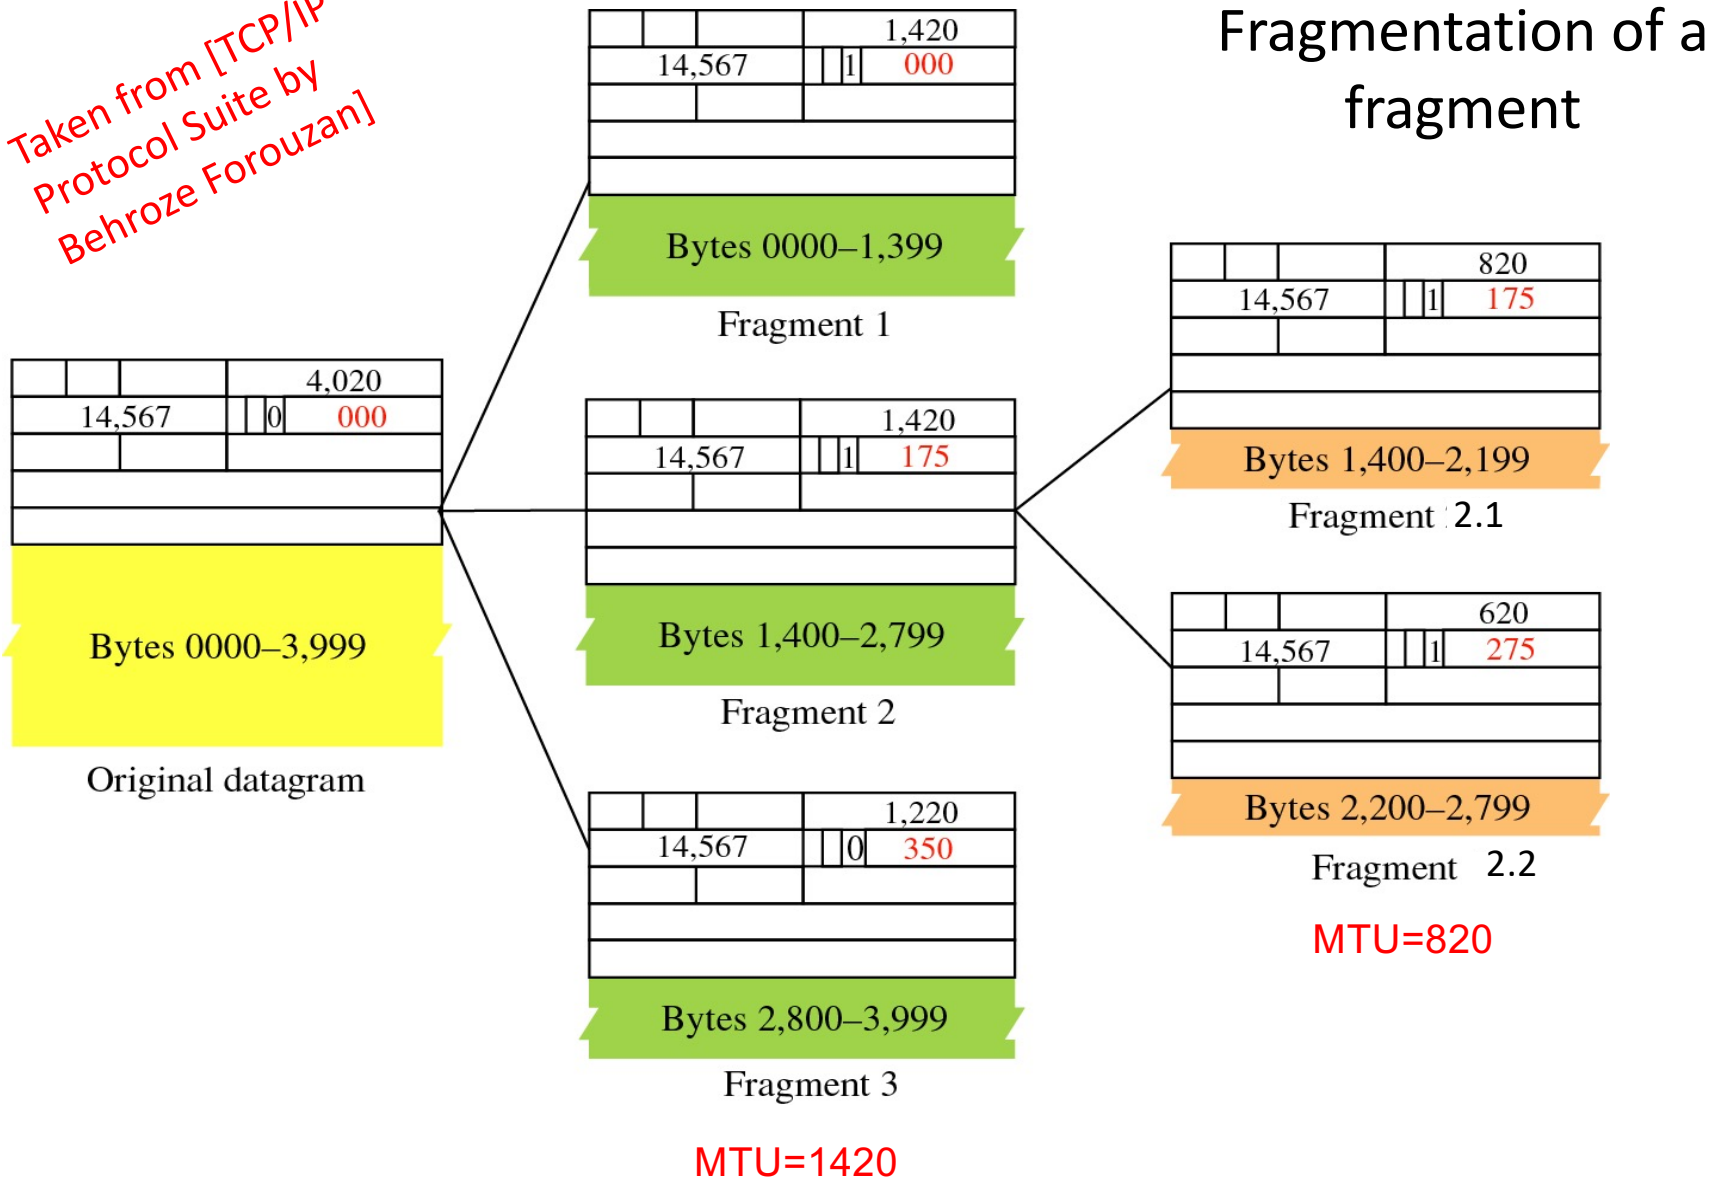 Taken from [TCP/IP
Protocol Suite by
Behroze Forouzan]
Fragmentation of a
fragment
4,020
14,567 0 000
Bytes 0000–3,999
Original datagram
1,420
14,567 1 000
Bytes 0000–1,399
Fragment 1
1,420
14,567 1 175
Bytes 1,400–2,799
Fragment 2
1,220
14,567 0 350
Bytes 2,800–3,999
Fragment 3
MTU=1420
820
14,567 1 175
Bytes 1,400–2,199
Fragment 2.1
620
14,567 1 275
Bytes 2,200–2,799
Fragment 2.2
MTU=820